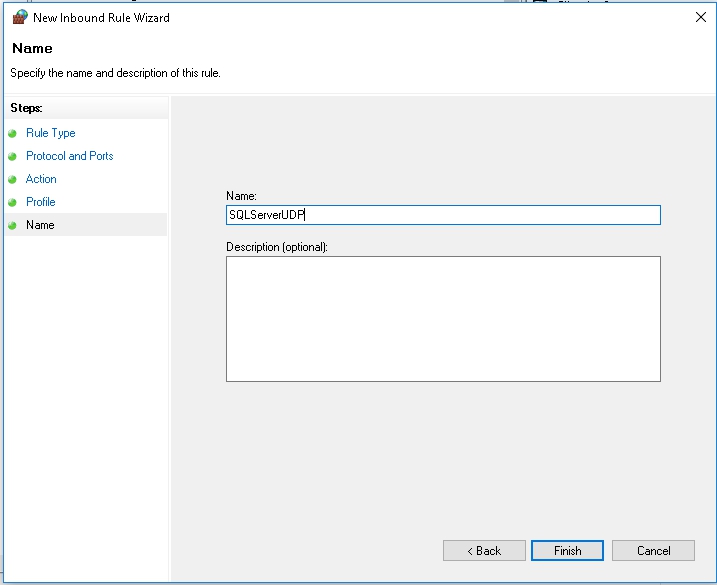 New Inbound Rule Wizard
Name
Specify the name and description of this rule.
Steps:
Rule Type
Protocol and Ports
Action
Profile
Name
Name:
SQLServerUDP
Description (optional):
< Back
Finish
Cancel